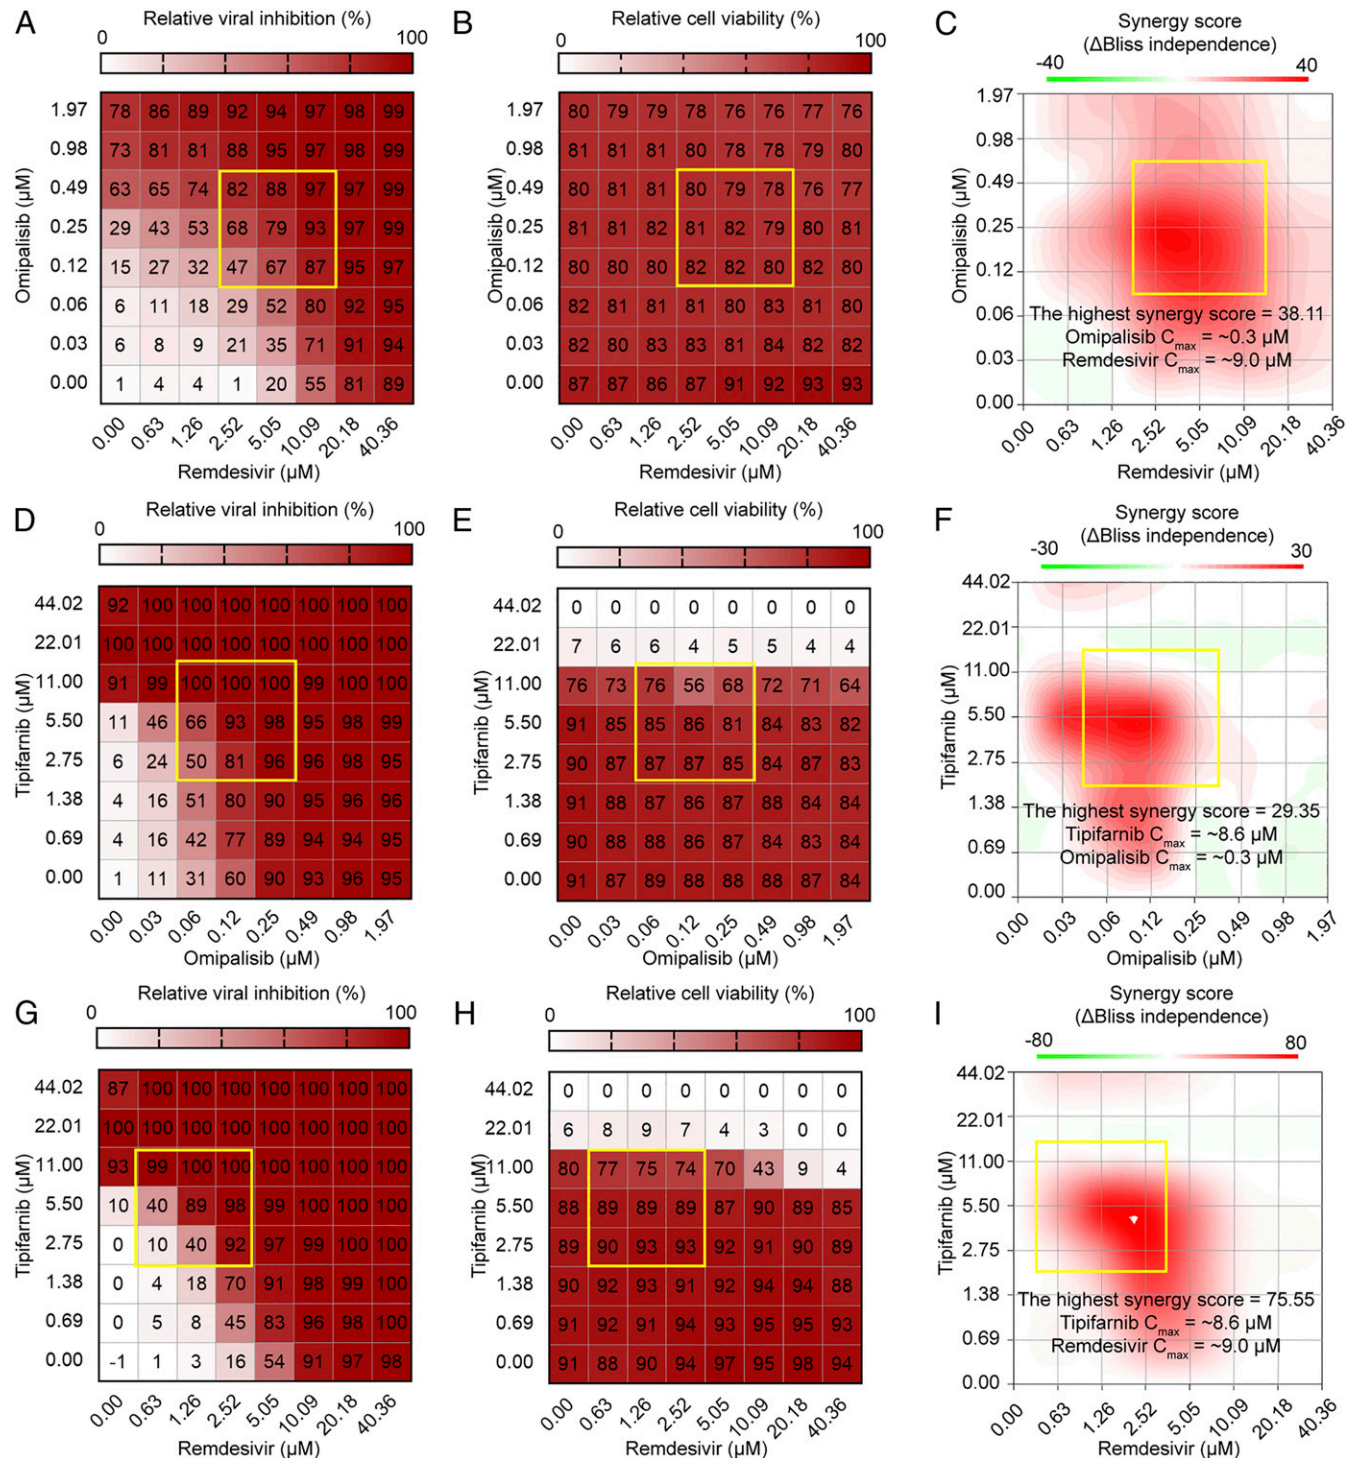 A
Relative viral inhibition (%)
0 100
Omipalisib (µM)
1.97 78 86 89 92 94 97 98 99
0.98 73 81 81 88 95 97 98 99
0.49 63 65 74 82 88 97 97 99
0.25 29 43 53 68 79 93 97 99
0.12 15 27 32 47 67 87 95 97
0.06 6 11 18 29 52 80 92 95
0.03 6 8 9 21 35 71 91 94
0.00 1 4 4 1 20 55 81 89
0.00 0.63 1.26 2.52 5.05 10.09 20.18 40.36
Remdesivir (µM)
B
Relative cell viability (%)
0 100
Omipalisib (µM)
1.97 80 79 79 78 76 76 77 76
0.98 81 81 81 80 78 78 79 80
0.49 80 81 81 80 79 78 76 77
0.25 80 81 81 81 82 79 80 81
0.12 80 80 80 82 82 80 82 80
0.06 82 81 81 81 80 83 81 80
0.03 82 80 83 83 81 84 82 82
0.00 87 87 86 87 91 92 93 93
0.00 0.63 1.26 2.52 5.05 10.09 20.18 40.36
Remdesivir (µM)
C
Synergy score
(ΔBliss independence)
-40 40
Omipalisib (µM)
1.97
0.98
0.49
0.25
0.12
0.06
0.03
0.00
The highest synergy score = 38.11
Omipalisib Cmax = ~0.3 µM
Remdesivir Cmax = ~9.0 µM
0.00 0.63 1.26 2.52 5.05 10.09 20.18 40.36
Remdesivir (µM)
D
Relative viral inhibition (%)
0 100
Tipifarnib (µM)
44.02 92 100 100 100 100 100 100 100
22.01 100 100 100 100 100 100 100 100
11.00 91 99 100 100 100 99 100 100
5.50 11 46 66 93 98 95 98 99
2.75 6 24 50 81 96 96 98 95
1.38 4 16 51 80 90 95 96 96
0.69 4 16 42 77 89 94 94 95
0.00 1 11 31 60 90 93 96 95
0.00 0.03 0.06 0.12 0.25 0.49 0.98 1.97
Omipalisib (µM)
E
Relative cell viability (%)
0 100
Tipifarnib (µM)
44.02 0 0 0 0 0 0 0 0
22.01 7 6 6 4 5 5 4 4
11.00 76 73 76 56 68 72 71 64
5.50 91 85 85 86 81 84 83 82
2.75 90 87 87 87 85 84 87 83
1.38 91 88 87 86 87 88 84 84
0.69 90 88 88 86 87 88 84 84
0.00 91 87 89 88 88 88 87 84
0.00 0.03 0.06 0.12 0.25 0.49 0.98 1.97
Omipalisib (µM)
F
Synergy score
(ΔBliss independence)
-30 30
Tipifarnib (µM)
44.02
22.01
11.00
5.50
2.75
1.38
0.69
0.00
The highest synergy score = 29.35
Tipifarnib Cmax = ~8.6 µM
Omipalisib Cmax = ~0.3 µM
0.00 0.03 0.06 0.12 0.25 0.49 0.98 1.97
Omipalisib (µM)
G
Relative viral inhibition (%)
0 100
Tipifarnib (µM)
44.02 87 100 100 100 100 100 100 100
22.01 100 100 100 100 100 100 100 100
11.00 93 99 100 100 100 100 100 100
5.50 10 40 89 98 99 100 100 100
2.75 0 10 40 92 97 99 100 100
1.38 0 4 18 70 91 98 99 100
0.69 0 5 8 45 83 96 98 100
0.00 -1 1 3 16 54 91 97 98
0.00 0.63 1.26 2.52 5.05 10.09 20.18 40.36
Remdesivir (µM)
H
Relative cell viability (%)
0 100
Tipifarnib (µM)
44.02 0 0 0 0 0 0 0 0
22.01 6 8 9 7 4 3 0 0
11.00 80 77 75 74 70 43 9 4
5.50 88 89 89 89 87 90 89 85
2.75 89 90 93 93 92 91 90 89
1.38 90 92 93 91 92 94 94 88
0.69 91 92 91 94 93 95 95 93
0.00 91 88 90 94 97 95 98 94
0.00 0.63 1.26 2.52 5.05 10.09 20.18 40.36
Remdesivir (µM)
I
Synergy score
(ΔBliss independence)
-80 80
Tipifarnib (µM)
44.02
22.01
11.00
5.50
2.75
1.38
0.69
0.00
The highest synergy score = 75.55
Tipifarnib Cmax = ~8.6 µM
Remdesivir Cmax = ~9.0 µM
0.00 0.63 1.26 2.52 5.05 10.09 20.18 40.36
Remdesivir (µM)